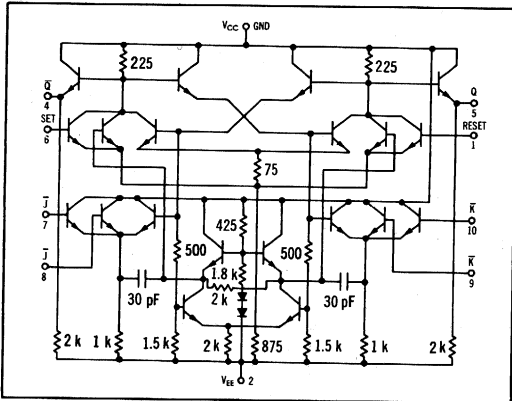 VCC GND
225
225
Q̅
4
Q
5
SET
6
RESET
1
75
J̅
7
425
K̅
10
500
500
1.8 k
J̅
8
K̅
9
30 pF
2 k
30 pF
2 k
1 k
1.5 k
2 k
875
1.5 k
1 k
2 k
VEE 2